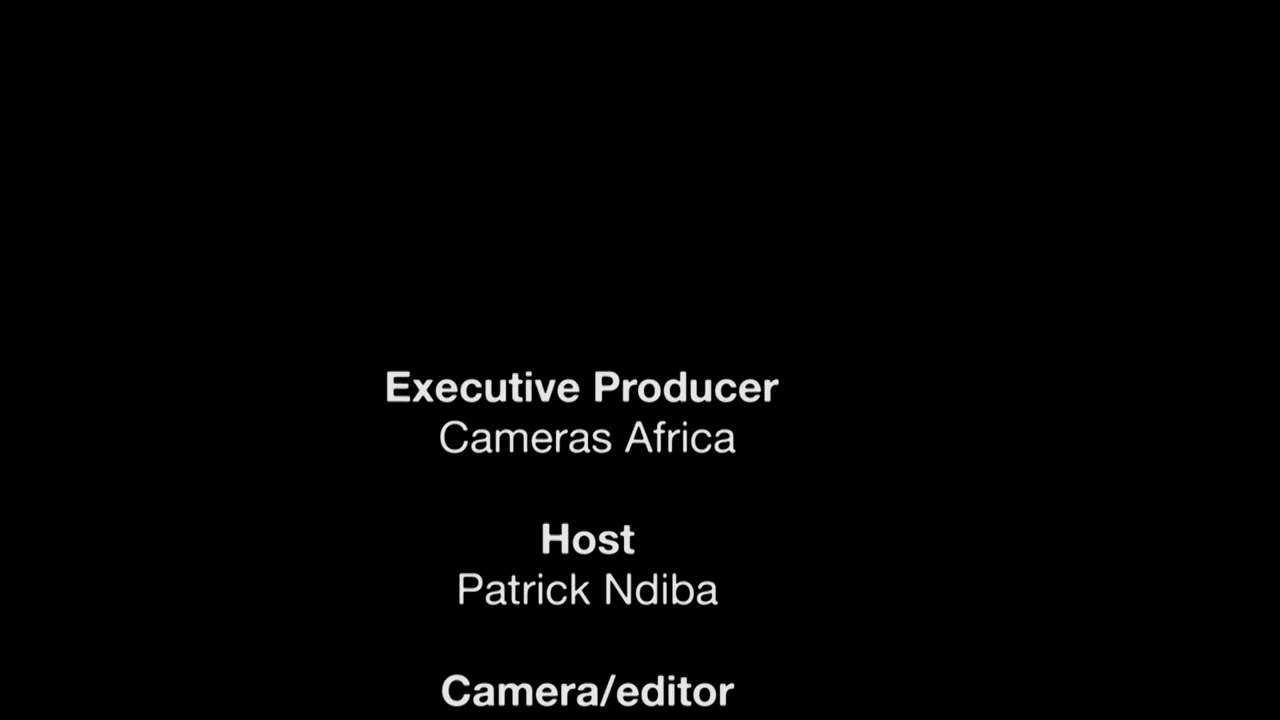 Executive Producer
Cameras Africa
Host
Patrick Ndiba
Camera/editor